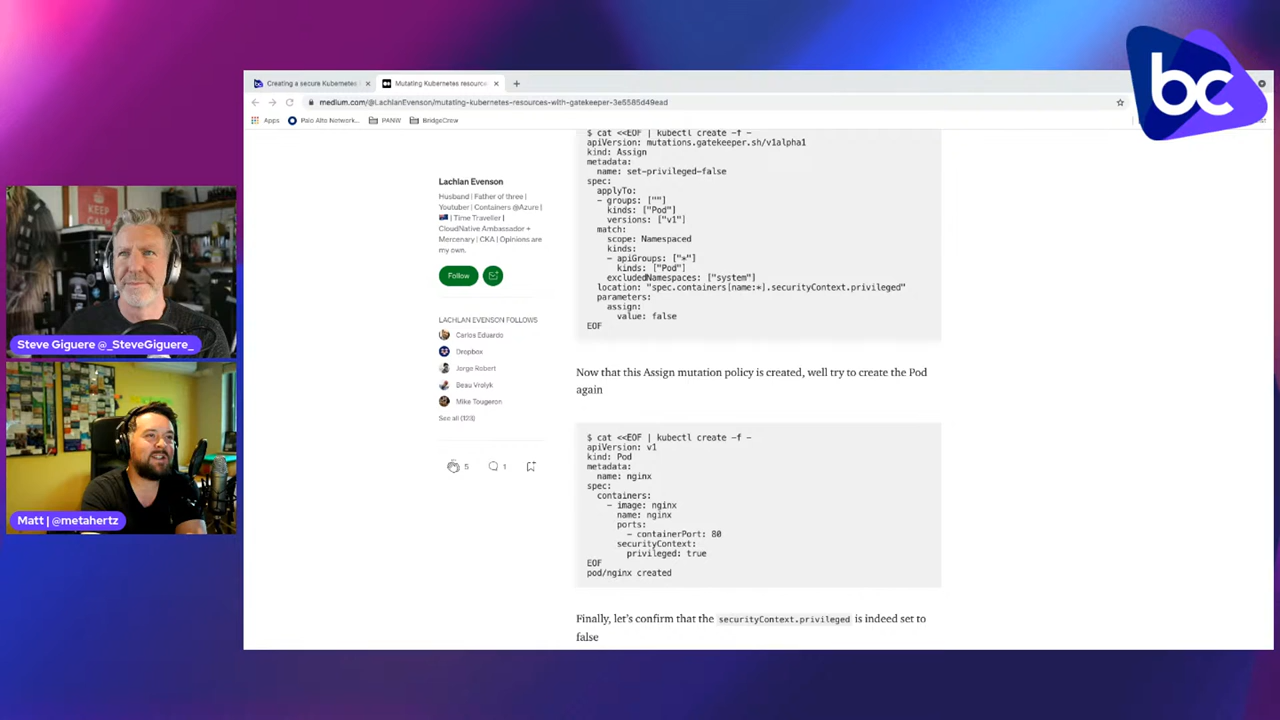 bc
Creating a secure Kubernetes
Mutating Kubernetes resourc
medium.com/@LachlanEvenson/mutating-kubernetes-resources-with-gatekeeper-3e5585d49ead
Apps
Palo Alto Network...
PANW
BridgeCrew
KEEP
CALM
Steve Giguere @_SteveGiguere_
Matt | @metahertz
Lachlan Evenson
Husband | Father of three |
Youtuber | Containers @Azure |
🇦🇺 | Time Traveller |
CloudNative Ambassador +
Mercenary | CKA | Opinions are
my own.
Follow
LACHLAN EVENSON FOLLOWS
Carlos Eduardo
Dropbox
Jorge Robert
Beau Vrolyk
Mike Tougeron
See all (123)
5
1
$ cat <<EOF | kubectl create -f -
apiVersion: mutations.gatekeeper.sh/v1alpha1
kind: Assign
metadata:
  name: set-privileged-false
spec:
  applyTo:
  - groups: [""]
    kinds: ["Pod"]
    versions: ["v1"]
  match:
    scope: Namespaced
    kinds:
    - apiGroups: ["*"]
      kinds: ["Pod"]
    excludedNamespaces: ["system"]
  location: "spec.containers[name:*].securityContext.privileged"
  parameters:
    assign:
      value: false
EOF
Now that this Assign mutation policy is created, well try to create the Pod
again
$ cat <<EOF | kubectl create -f -
apiVersion: v1
kind: Pod
metadata:
  name: nginx
spec:
  containers:
    - image: nginx
      name: nginx
      ports:
        - containerPort: 80
      securityContext:
        privileged: true
EOF
pod/nginx created
Finally, let's confirm that the securityContext.privileged is indeed set to
false